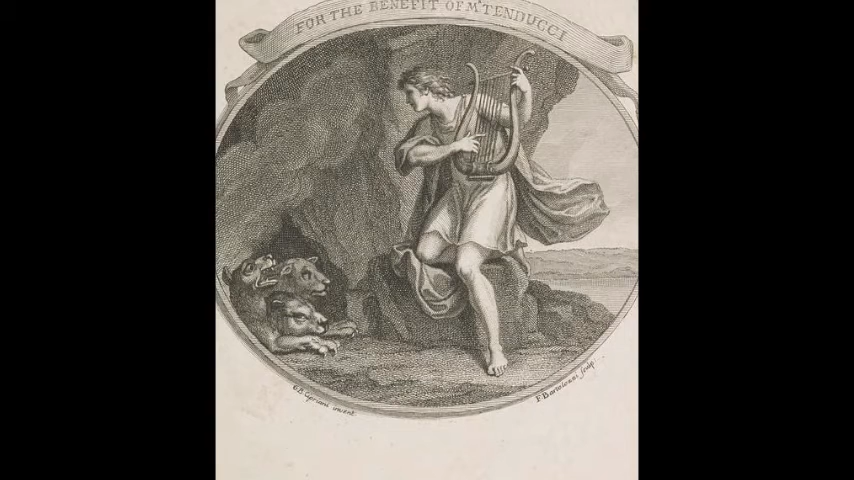 FOR THE BENEFIT OF Mr. TENDUCCI
G.B. Cipriani invent.
F. Bartolozzi sculp.